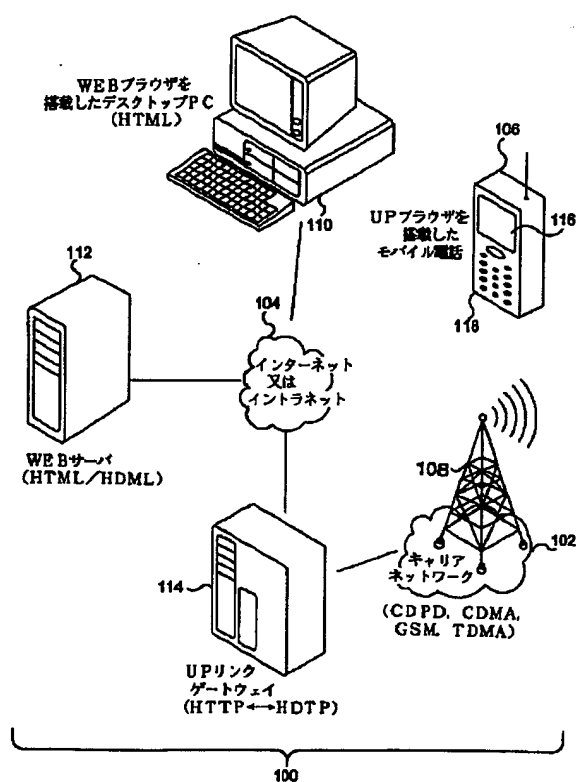 WEBブラウザを
搭載したデスクトップPC
(HTML)
110
106
116
UPブラウザを
搭載した
モバイル電話
118
112
WEBサーバ
(HTML/HDML)
104
インターネット
又は
イントラネット
108
102
キャリア
ネットワーク
(CDPD, CDMA,
GSM, TDMA)
114
UPリンク
ゲートウェイ
(HTTP↔HDTP)
100